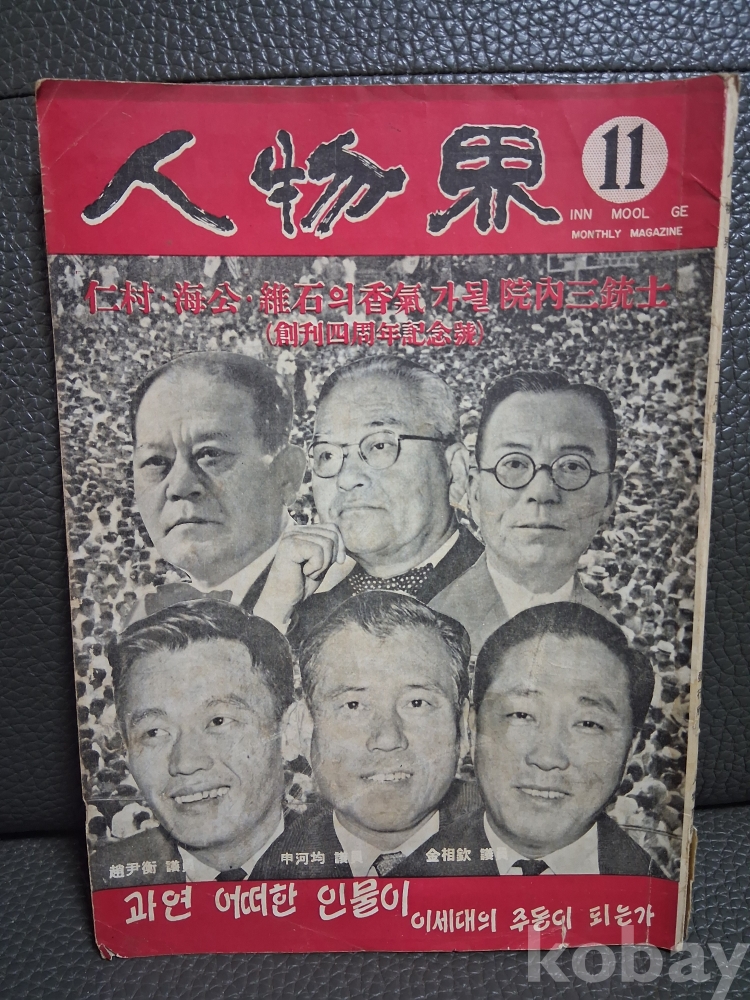 人物界
11
INN MOOL GE
MONTHLY MAGAZINE
仁村·海公·維石의 香氣 가될 院內三銃士
(創刊四周年記念號)
趙尹衡 議員
申河均 議員
金相欽 議員
과연 어떠한 인물이
이세대의 주동이 되는가
kobay